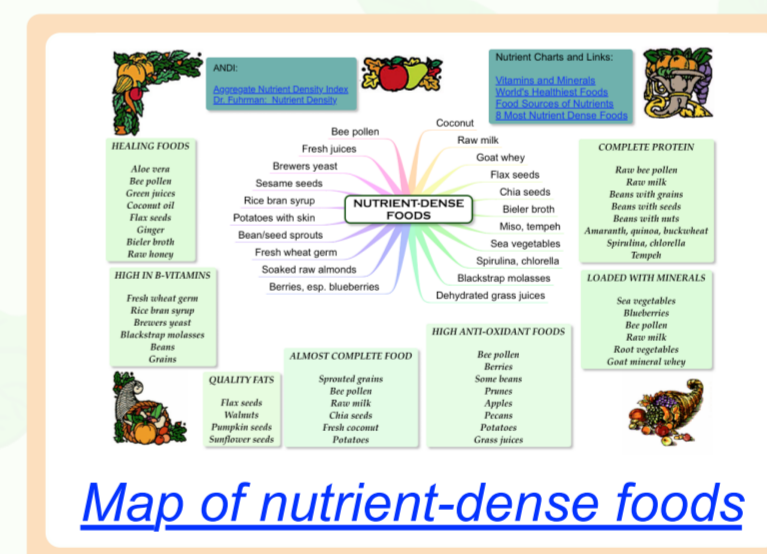 ANDI:
Aggregate Nutrient Density Index
Dr. Fuhrman: Nutrient Density
Nutrient Charts and Links:
Vitamins and Minerals
World's Healthiest Foods
Food Sources of Nutrients
8 Most Nutrient Dense Foods
HEALING FOODS
Aloe vera
Bee pollen
Green juices
Coconut oil
Flax seeds
Ginger
Bieler broth
Raw honey
HIGH IN B-VITAMINS
Fresh wheat germ
Rice bran syrup
Brewers yeast
Blackstrap molasses
Beans
Grains
Bee pollen
Fresh juices
Brewers yeast
Sesame seeds
Rice bran syrup
Potatoes with skin
Bean/seed sprouts
Fresh wheat germ
Soaked raw almonds
Berries, esp. blueberries
NUTRIENT-DENSE
FOODS
Coconut
Raw milk
Goat whey
Flax seeds
Chia seeds
Bieler broth
Miso, tempeh
Sea vegetables
Spirulina, chlorella
Blackstrap molasses
Dehydrated grass juices
COMPLETE PROTEIN
Raw bee pollen
Raw milk
Beans with grains
Beans with seeds
Beans with nuts
Amaranth, quinoa, buckwheat
Spirulina, chlorella
Tempeh
LOADED WITH MINERALS
Sea vegetables
Blueberries
Bee pollen
Raw milk
Root vegetables
Goat mineral whey
QUALITY FATS
Flax seeds
Walnuts
Pumpkin seeds
Sunflower seeds
ALMOST COMPLETE FOOD
Sprouted grains
Bee pollen
Raw milk
Chia seeds
Fresh coconut
Potatoes
HIGH ANTI-OXIDANT FOODS
Bee pollen
Berries
Some beans
Prunes
Apples
Pecans
Potatoes
Grass juices
Map of nutrient-dense foods